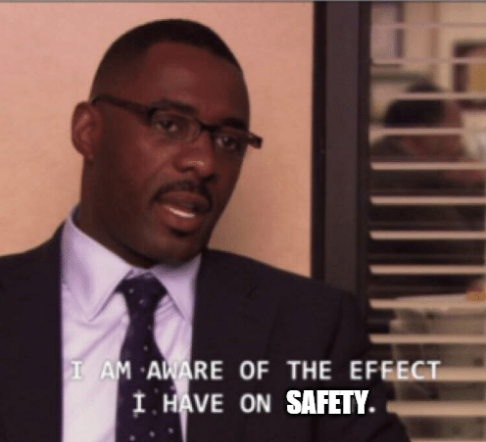 I AM AWARE OF THE EFFECT
I HAVE ON SAFETY.